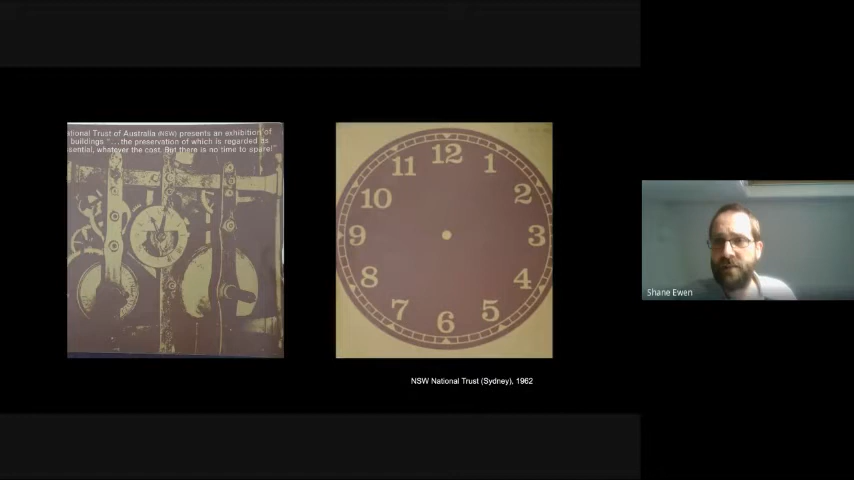 ational Trust of Australia (NSW) presents an exhibition of
buildings "...the preservation of which is regarded as
sential, whatever the cost. But there is no time to spare!"
12
11
1
10
2
9
3
8
4
7
5
6
NSW National Trust (Sydney), 1962
Shane Ewen